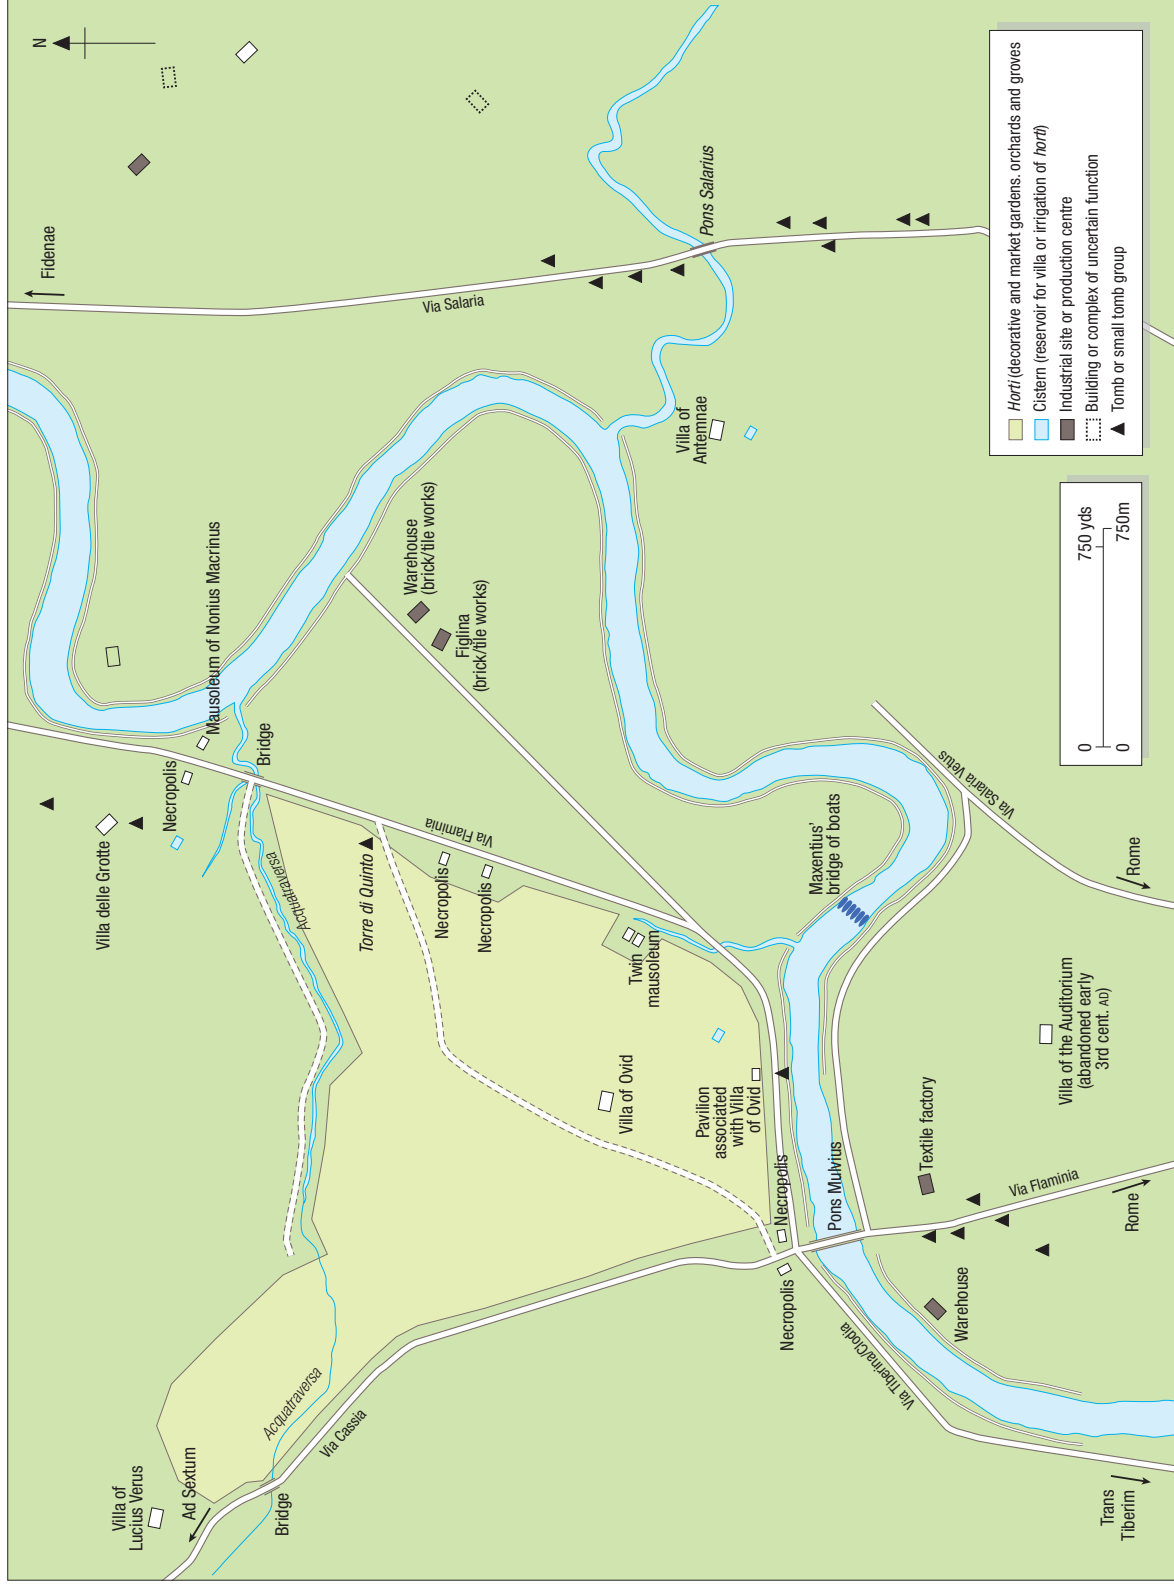 N
Fidenae
Via Salaria
Pons Salarius
Villa of
Antemnae
Mausoleum of Nonius Macrinus
Necropolis
Bridge
Villa delle Grotte
Warehouse
(brick/tile works)
Figlina
(brick/tile works)
Acquatraversa
Torre di Quinto
Via Flaminia
Necropolis
Necropolis
Twin
mausoleum
Villa of Ovid
Pavilion
associated
with Villa
of Ovid
Maxentius’
bridge of boats
Via Salaria Vetus
Rome
Villa of the Auditorium
(abandoned early
3rd cent. AD)
Textile factory
Necropolis
Pons Mulvius
Via Flaminia
Rome
Necropolis
Warehouse
Via Tiberina/Clodia
Trans
Tiberim
Acquatraversa
Via Cassia
Villa of
Lucius Verus
Ad Sextum
Bridge
Horti (decorative and market gardens. orchards and groves
Cistern (reservoir for villa or irrigation of horti)
Industrial site or production centre
Building or complex of uncertain function
Tomb or small tomb group
0 750 yds
0 750m